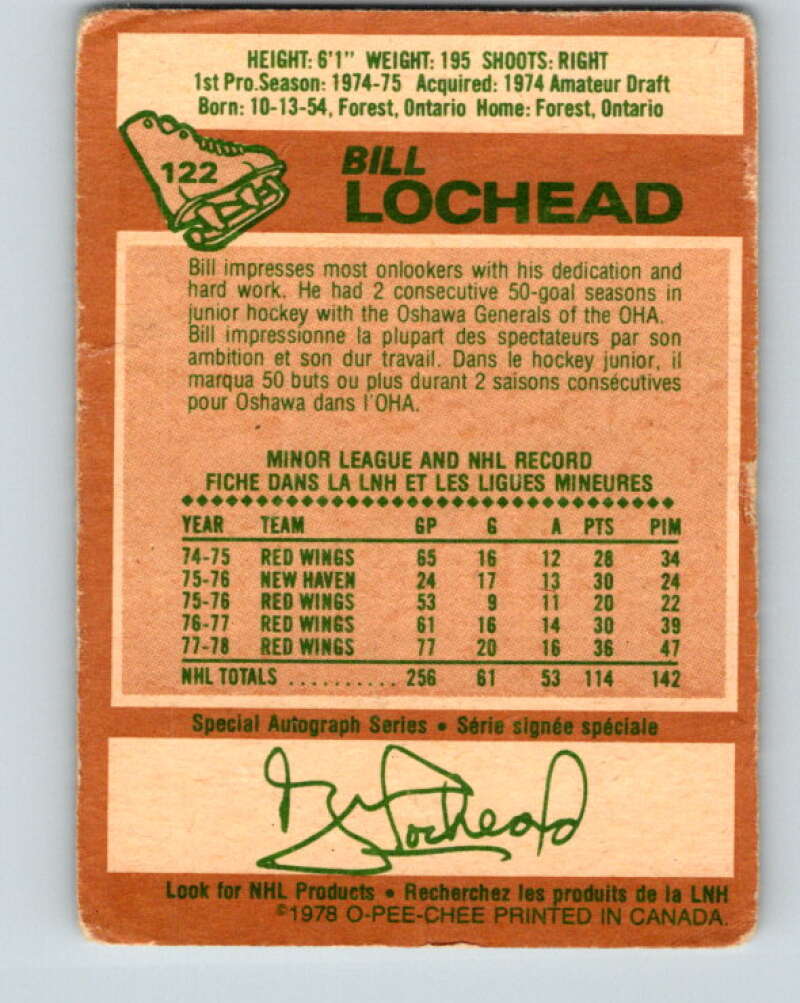 HEIGHT: 6'1" WEIGHT: 195 SHOOTS: RIGHT
1st Pro.Season: 1974-75 Acquired: 1974 Amateur Draft
Born: 10-13-54, Forest, Ontario Home: Forest, Ontario
122
BILL
LOCHEAD
Bill impresses most onlookers with his dedication and
hard work. He had 2 consecutive 50-goal seasons in
junior hockey with the Oshawa Generals of the OHA.
Bill impressionne la plupart des spectateurs par son
ambition et son dur travail. Dans le hockey junior, il
marqua 50 buts ou plus durant 2 saisons consécutives
pour Oshawa dans l'OHA.
MINOR LEAGUE AND NHL RECORD
FICHE DANS LA LNH ET LES LIGUES MINEURES
YEAR TEAM GP G A PTS PIM
74-75 RED WINGS 65 16 12 28 34
75-76 NEW HAVEN 24 17 13 30 24
75-76 RED WINGS 53 9 11 20 22
76-77 RED WINGS 61 16 14 30 39
77-78 RED WINGS 77 20 16 36 47
NHL TOTALS .......... 256 61 53 114 142
Special Autograph Series • Série signée spéciale
Bill Lochead
Look for NHL Products • Recherchez les produits de la LNH
©1978 O-PEE-CHEE PRINTED IN CANADA.